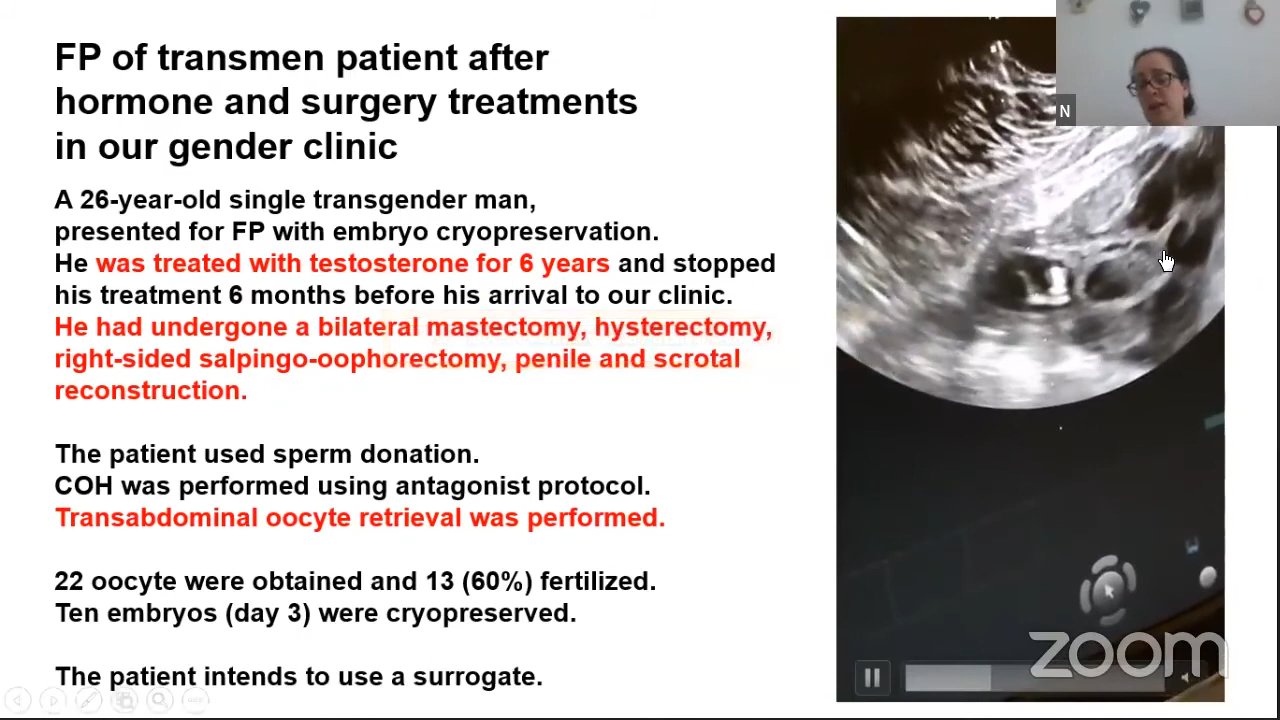 FP of transmen patient after
hormone and surgery treatments
in our gender clinic
A 26-year-old single transgender man,
presented for FP with embryo cryopreservation.
He was treated with testosterone for 6 years and stopped
his treatment 6 months before his arrival to our clinic.
He had undergone a bilateral mastectomy, hysterectomy,
right-sided salpingo-oophorectomy, penile and scrotal
reconstruction.
The patient used sperm donation.
COH was performed using antagonist protocol.
Transabdominal oocyte retrieval was performed.
22 oocyte were obtained and 13 (60%) fertilized.
Ten embryos (day 3) were cryopreserved.
The patient intends to use a surrogate.
N
zoom